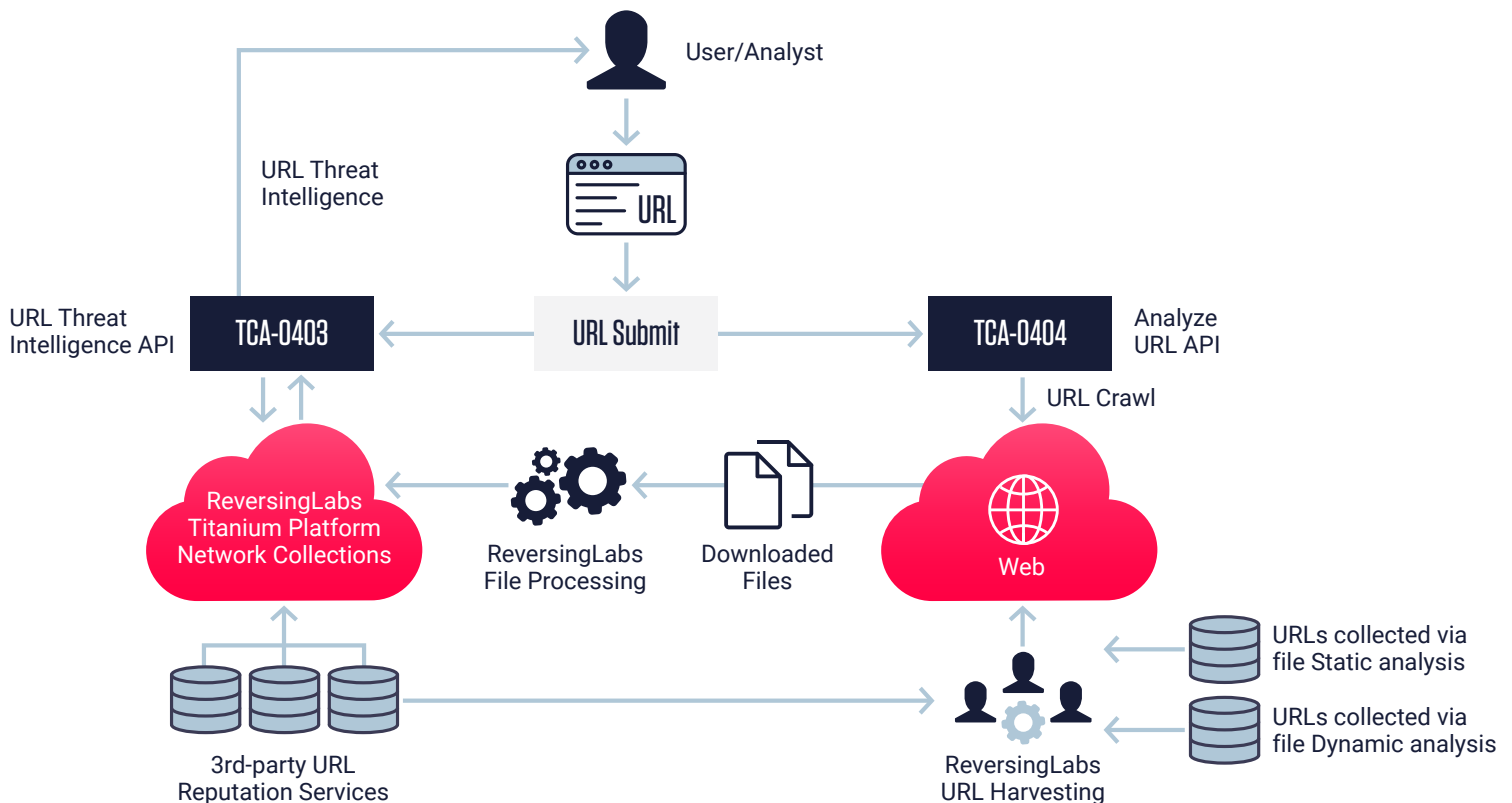 User/Analyst
URL Threat
Intelligence
URL
URL Threat
Intelligence API
TCA-0403
URL Submit
TCA-0404
Analyze
URL API
URL Crawl
ReversingLabs
Titanium Platform
Network Collections
ReversingLabs
File Processing
Downloaded
Files
Web
URLs collected via
file Static analysis
URLs collected via
file Dynamic analysis
3rd-party URL
Reputation Services
ReversingLabs
URL Harvesting